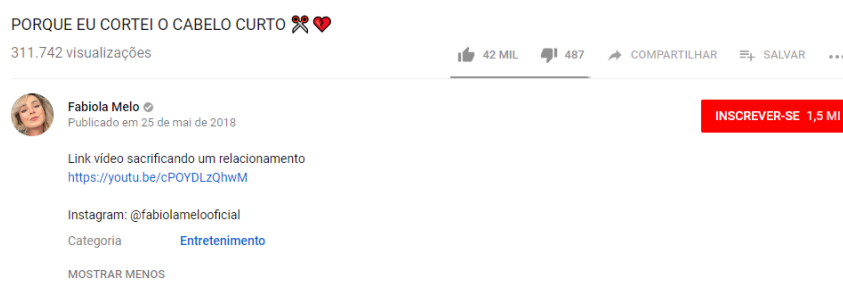 PORQUE EU CORTEI O CABELO CURTO ✂️💔
311.742 visualizações
42 MIL 487 COMPARTILHAR SALVAR
Fabiola Melo
Publicado em 25 de mai de 2018
INSCREVER-SE 1,5 MI
Link vídeo sacrificando um relacionamento
https://youtu.be/cPOYDLzQhwM
Instagram: @fabiolamelooficial
Categoria Entretenimento
MOSTRAR MENOS